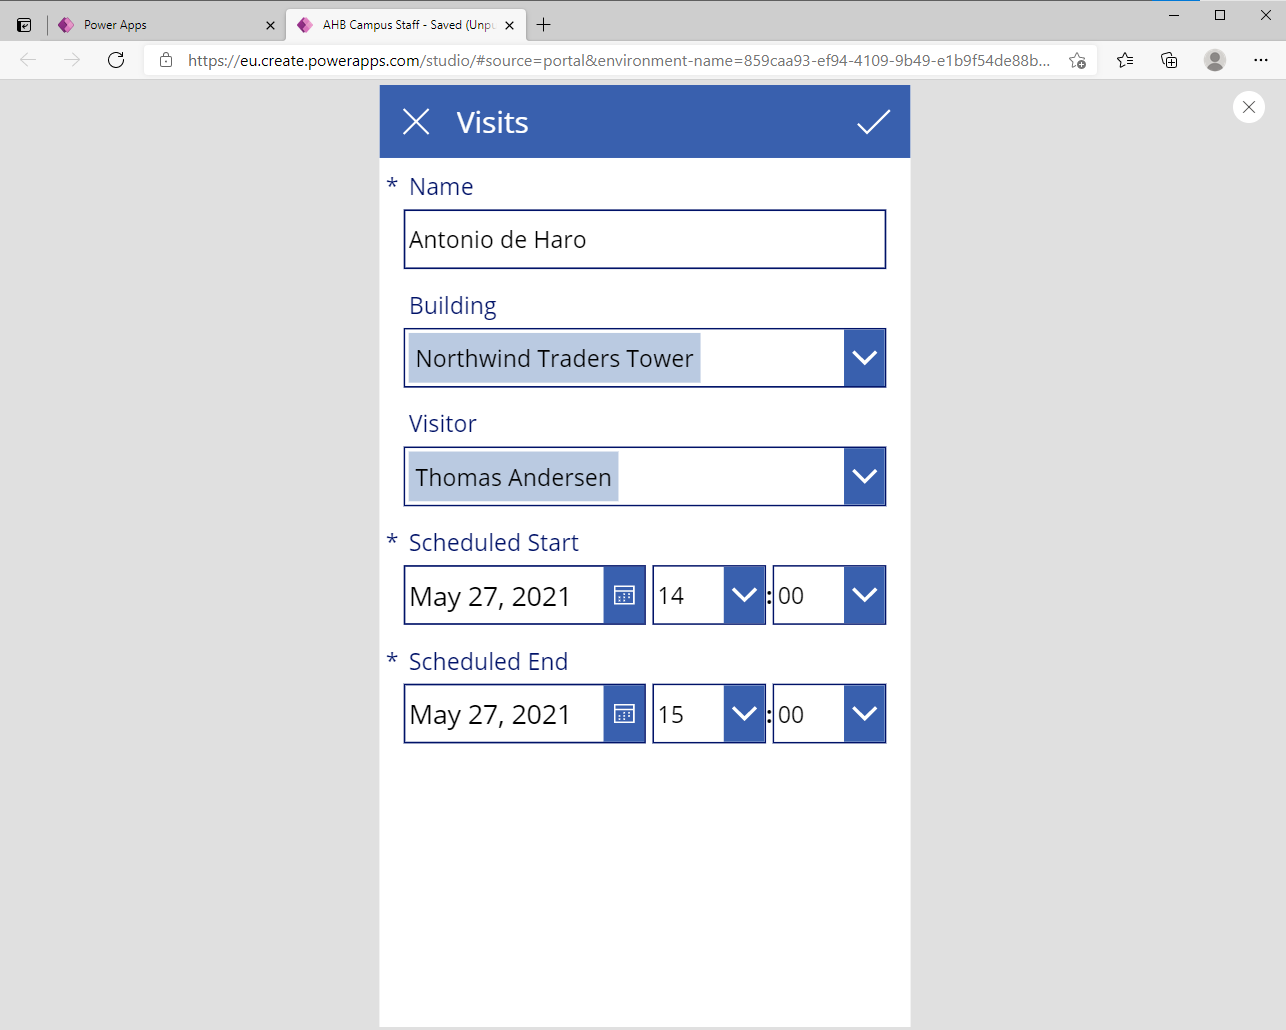 Power Apps
AHB Campus Staff - Saved (Unpu
https://eu.create.powerapps.com/studio/#source=portal&environment-name=859caa93-ef94-4109-9b49-e1b9f54de88b...
Visits
* Name
Antonio de Haro
Building
Northwind Traders Tower
Visitor
Thomas Andersen
* Scheduled Start
May 27, 2021 14 : 00
* Scheduled End
May 27, 2021 15 : 00